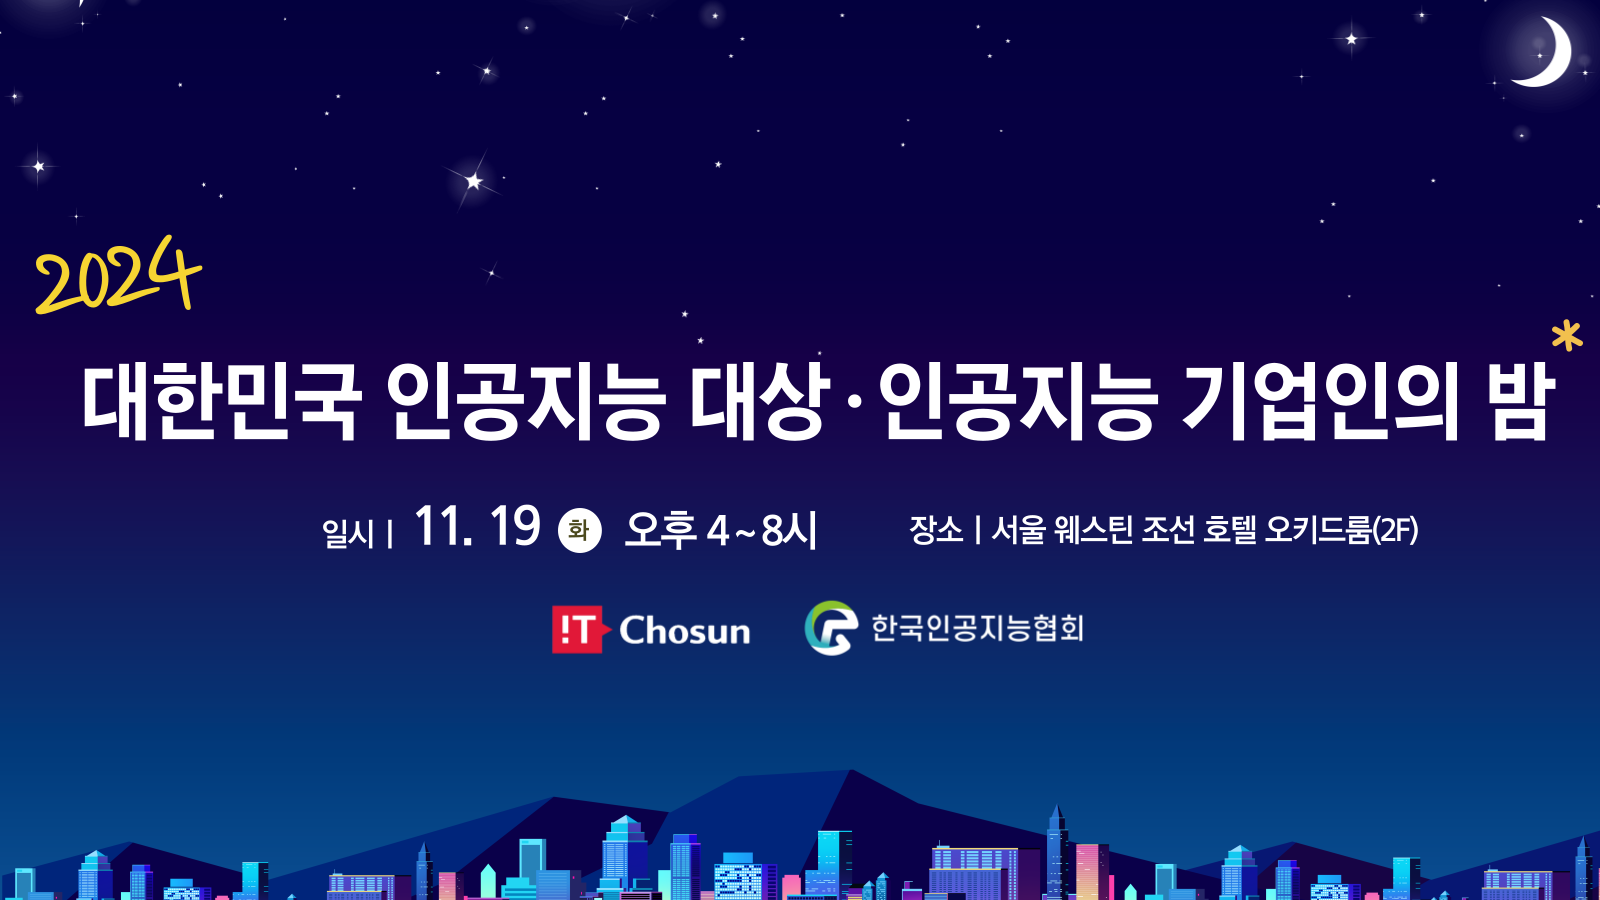 2024
대한민국 인공지능 대상·인공지능 기업인의 밤
일시 | 11. 19 화 오후 4~8시
장소 | 서울 웨스틴 조선 호텔 오키드룸(2F)
!T Chosun
한국인공지능협회